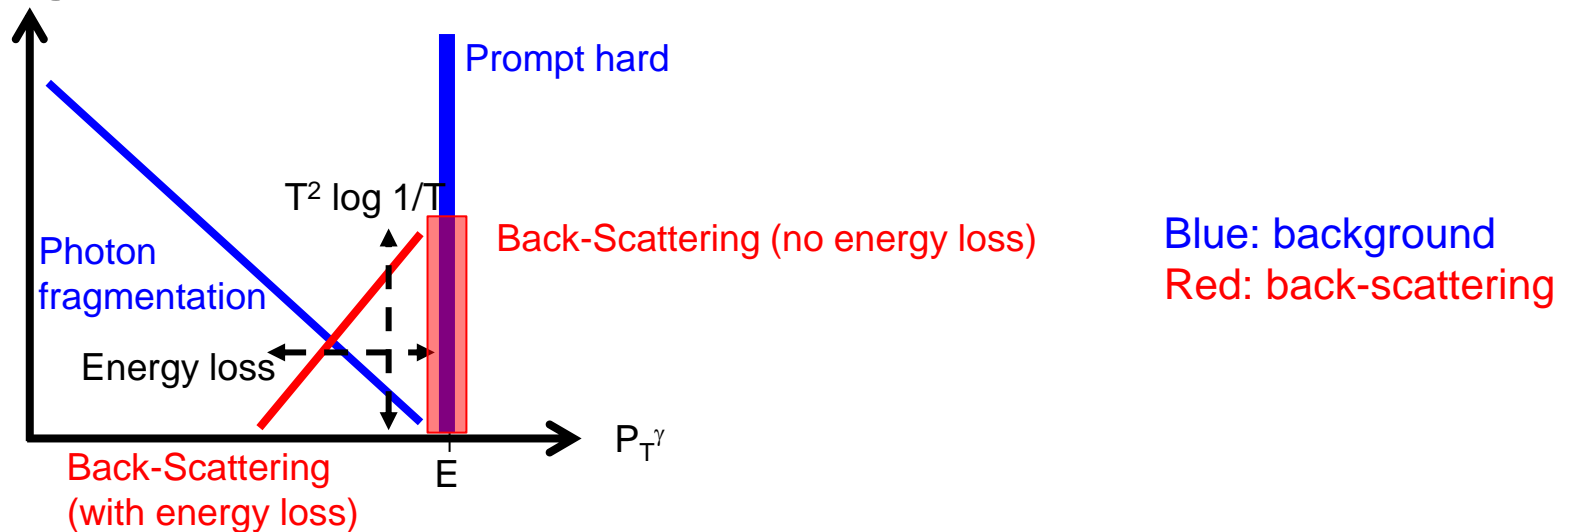 Prompt hard
T² log 1/T
Back-Scattering (no energy loss)
Blue: background
Red: back-scattering
Photon
fragmentation
Energy loss
P_T^γ
E
Back-Scattering
(with energy loss)